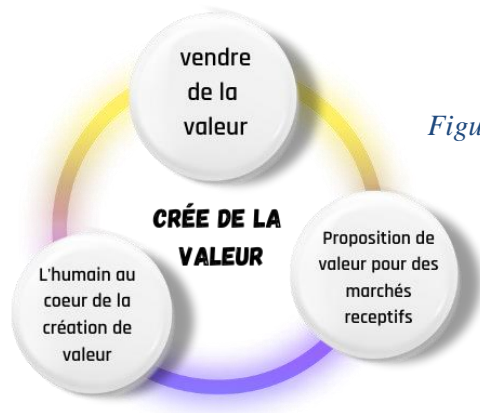 vendre
de la
valeur
Figu
CRÉE DE LA
VALEUR
Proposition de
valeur pour des
marchés
receptifs
L'humain au
coeur de la
création de
valeur